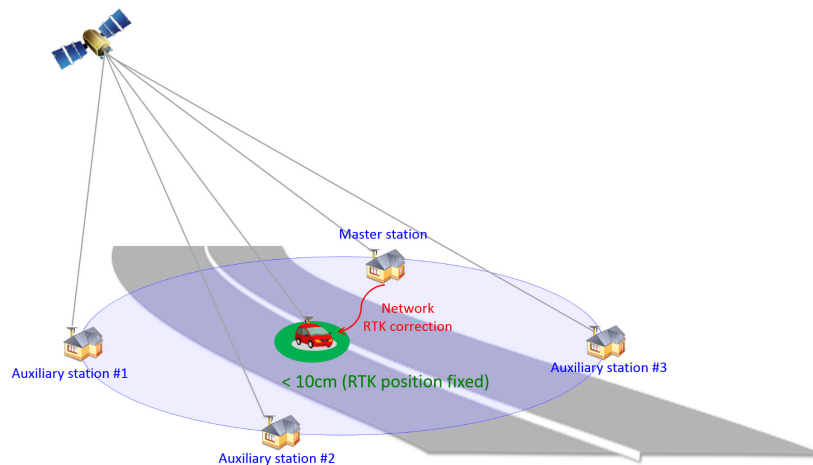 Master station
Network
RTK correction
Auxiliary station #1
Auxiliary station #3
< 10cm (RTK position fixed)
Auxiliary station #2